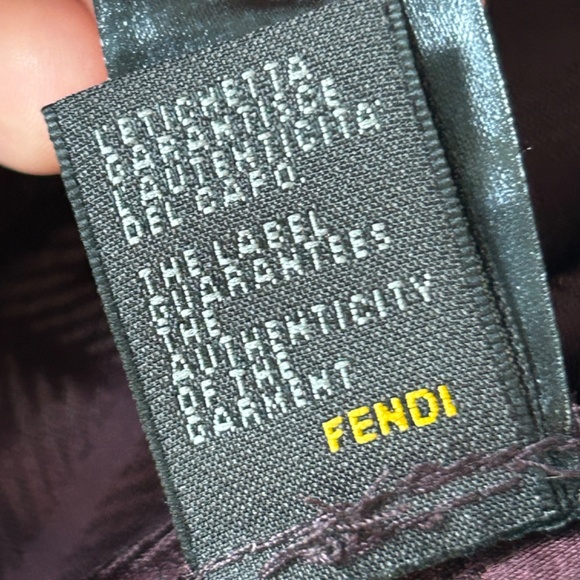 L'ETICHETTA
GARANTISCE
L'AUTENTICITA'
DEL CAPO.
THE LABEL
GUARANTEES
THE
AUTHENTICITY
OF THE
GARMENT
FENDI